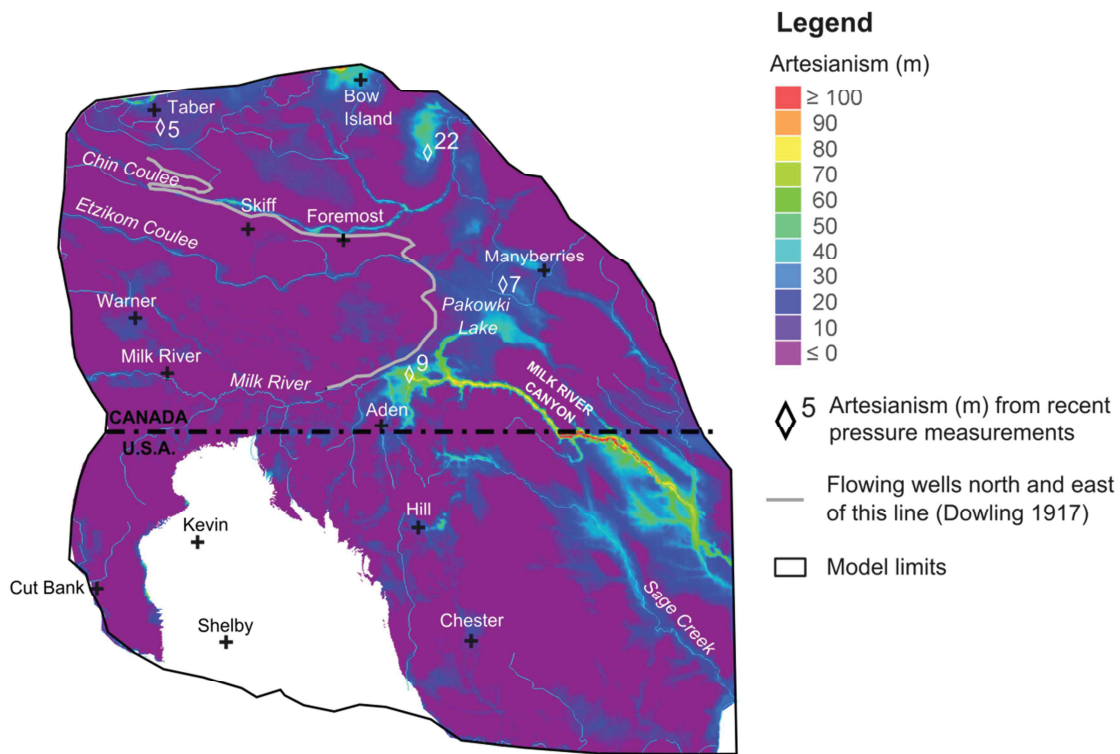 Legend
Artesianism (m)
≥ 100
90
80
70
60
50
40
30
20
10
≤ 0
5 Artesianism (m) from recent
pressure measurements
Flowing wells north and east
of this line (Dowling 1917)
Model limits
Taber
5
Bow
Island
22
Chin Coulee
Skiff
Foremost
Etzikom Coulee
Manyberries
7
Warner
Pakowki
Lake
Milk River
Milk River
9
MILK RIVER
CANYON
Aden
CANADA
U.S.A.
Hill
Kevin
Cut Bank
Shelby
Chester
Sage Creek